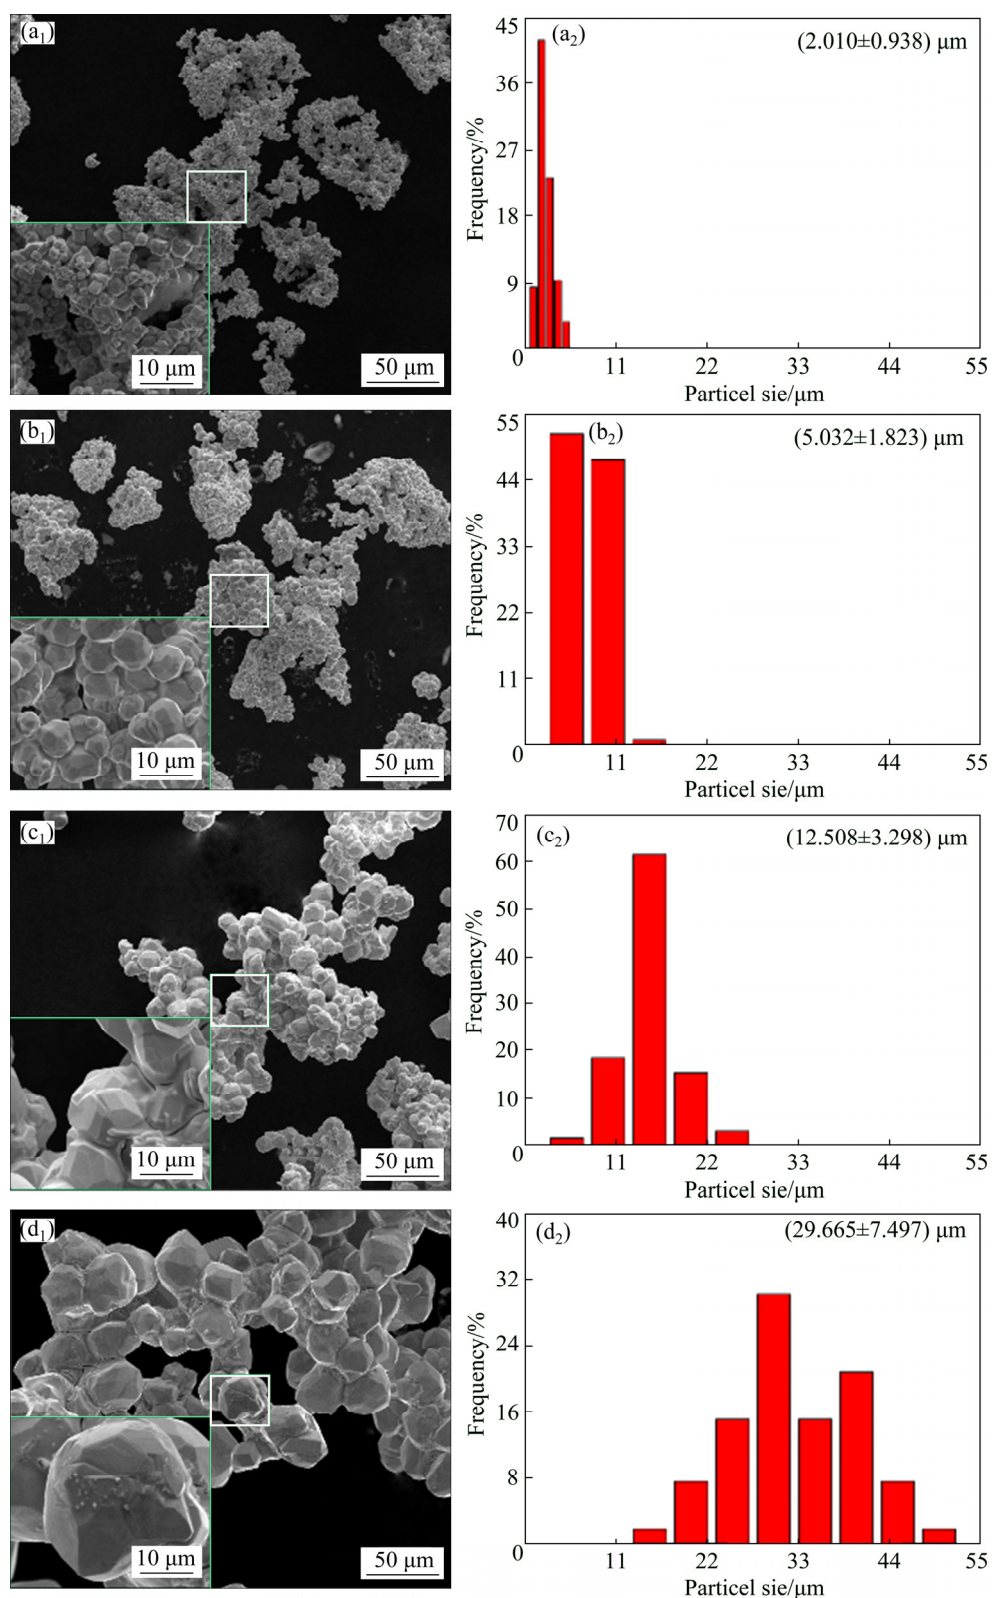 (a1)
10 μm
50 μm
(a2)
(2.010±0.938) μm
45
36
27
18
9
0
11
22
33
44
55
Frequency/%
Particel sie/μm
(b1)
10 μm
50 μm
(b2)
(5.032±1.823) μm
55
44
33
22
11
0
11
22
33
44
55
Frequency/%
Particel sie/μm
(c1)
10 μm
50 μm
(c2)
(12.508±3.298) μm
70
60
50
40
30
20
10
0
11
22
33
44
55
Frequency/%
Particel sie/μm
(d1)
10 μm
50 μm
(d2)
(29.665±7.497) μm
40
32
24
16
8
0
11
22
33
44
55
Frequency/%
Particel sie/μm